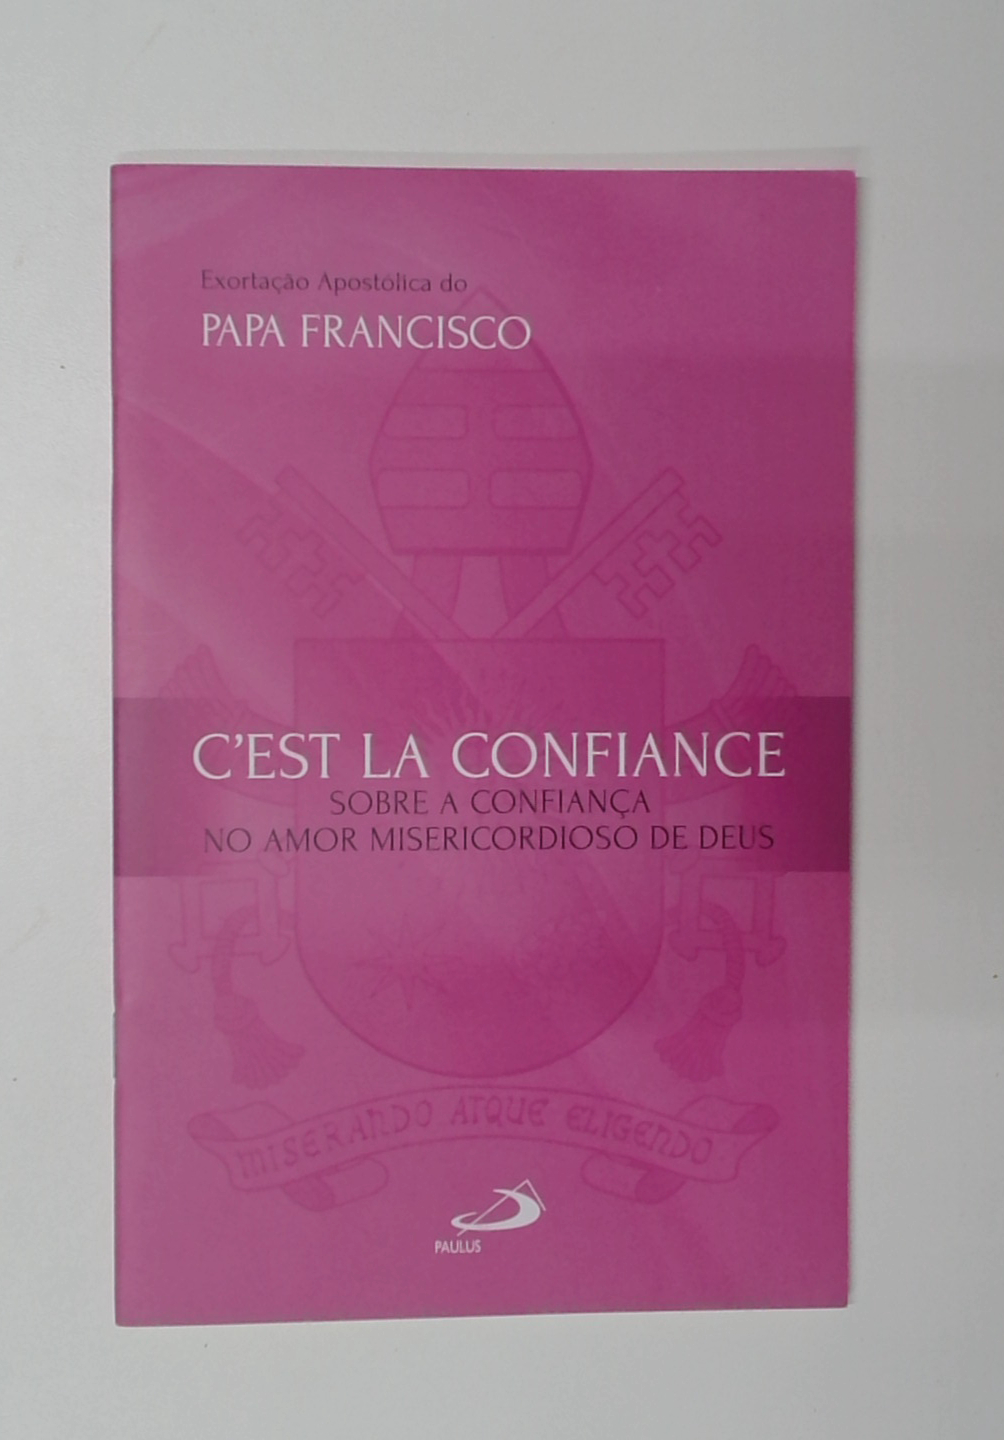 Exortação Apostólica do
PAPA FRANCISCO
C'EST LA CONFIANCE
SOBRE A CONFIANÇA
NO AMOR MISERICORDIOSO DE DEUS
MISERANDO ATQUE ELIGENDO
PAULUS